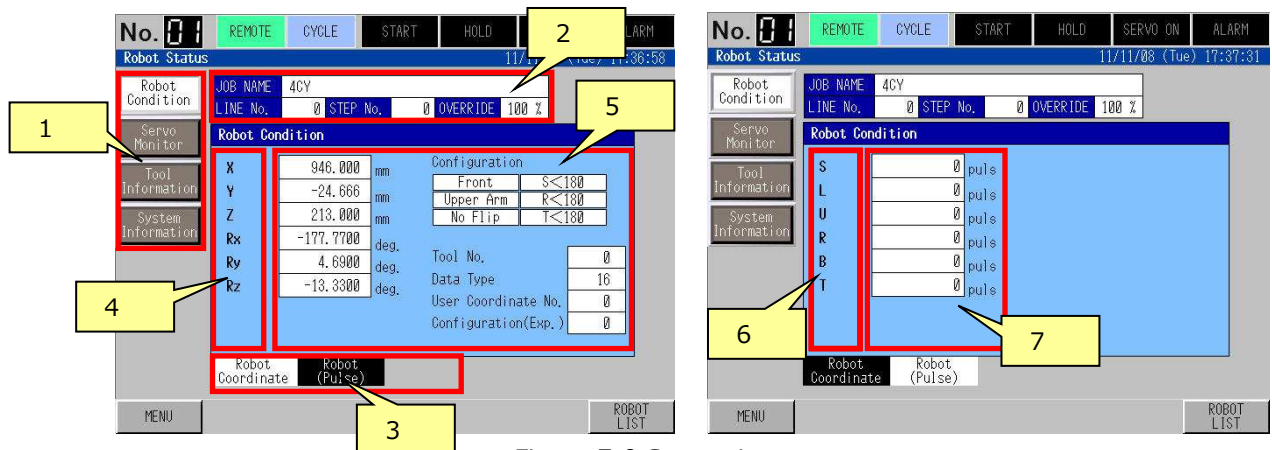 No. 01 REMOTE CYCLE START HOLD
Robot Status 17:36:58
Robot Condition
Servo Monitor
Tool Information
System Information
JOB NAME 4CY
LINE No. 0 STEP No. 0 OVERRIDE 100 %
Robot Condition
X 946.000 mm
Y -24.666 mm
Z 213.000 mm
Rx -177.7700 deg.
Ry 4.6900 deg.
Rz -13.3300 deg.
Configuration
Front S<180
Upper Arm R<180
No Flip T<180
Tool No. 0
Data Type 16
User Coordinate No. 0
Configuration(Exp.) 0
Robot Coordinate
Robot (Pulse)
MENU
ROBOT LIST
1
2
3
4
5
No. 01 REMOTE CYCLE START HOLD SERVO ON ALARM
Robot Status 11/11/08 (Tue) 17:37:31
Robot Condition
Servo Monitor
Tool Information
System Information
JOB NAME 4CY
LINE No. 0 STEP No. 0 OVERRIDE 100 %
Robot Condition
S 0 puls
L 0 puls
U 0 puls
R 0 puls
B 0 puls
T 0 puls
Robot Coordinate
Robot (Pulse)
MENU
ROBOT LIST
6
7